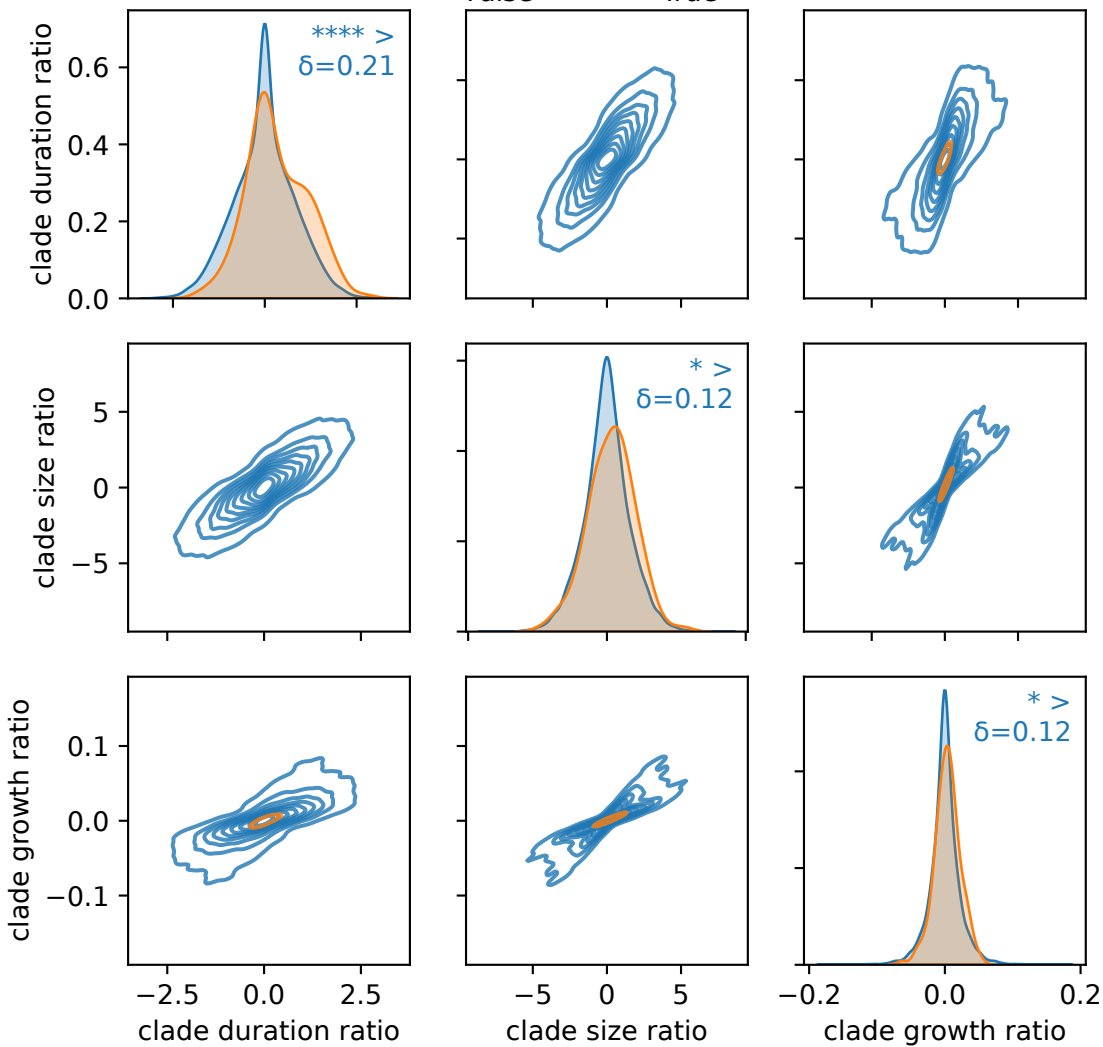 **** >
δ=0.21
clade duration ratio
0.6
0.4
0.2
0.0
* >
δ=0.12
clade size ratio
5
0
−5
* >
δ=0.12
clade growth ratio
0.1
0.0
−0.1
−2.5 0.0 2.5 −5 0 5 −0.2 0.0 0.2
clade duration ratio clade size ratio clade growth ratio